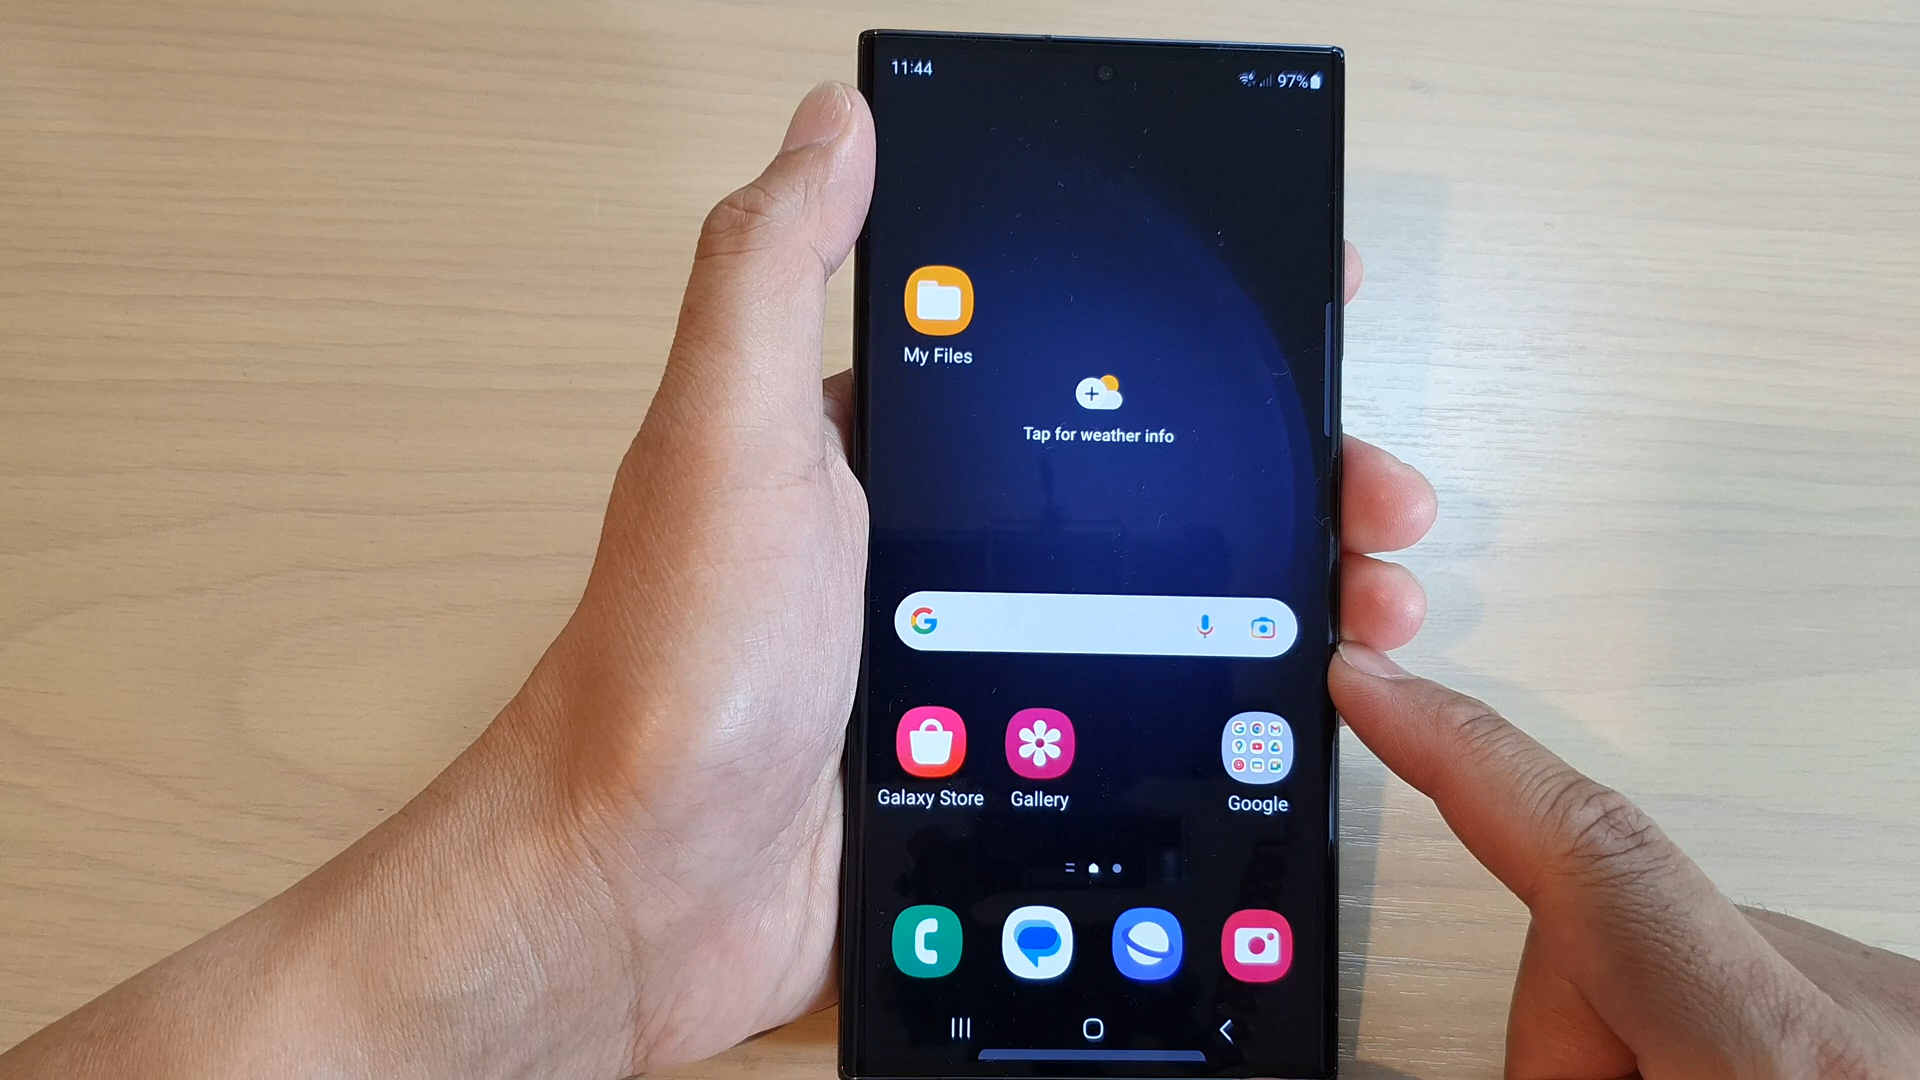 11:44
97%
My Files
Tap for weather info
G
Galaxy Store
Gallery
Google